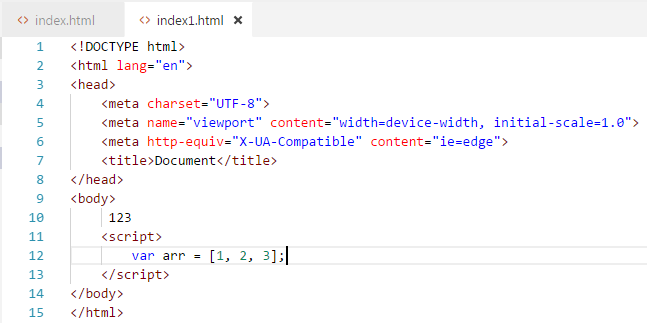 index.html index1.html
1 <!DOCTYPE html>
2 <html lang="en">
3 <head>
4     <meta charset="UTF-8">
5     <meta name="viewport" content="width=device-width, initial-scale=1.0">
6     <meta http-equiv="X-UA-Compatible" content="ie=edge">
7     <title>Document</title>
8 </head>
9 <body>
10      123
11     <script>
12         var arr = [1, 2, 3];
13     </script>
14 </body>
15 </html>